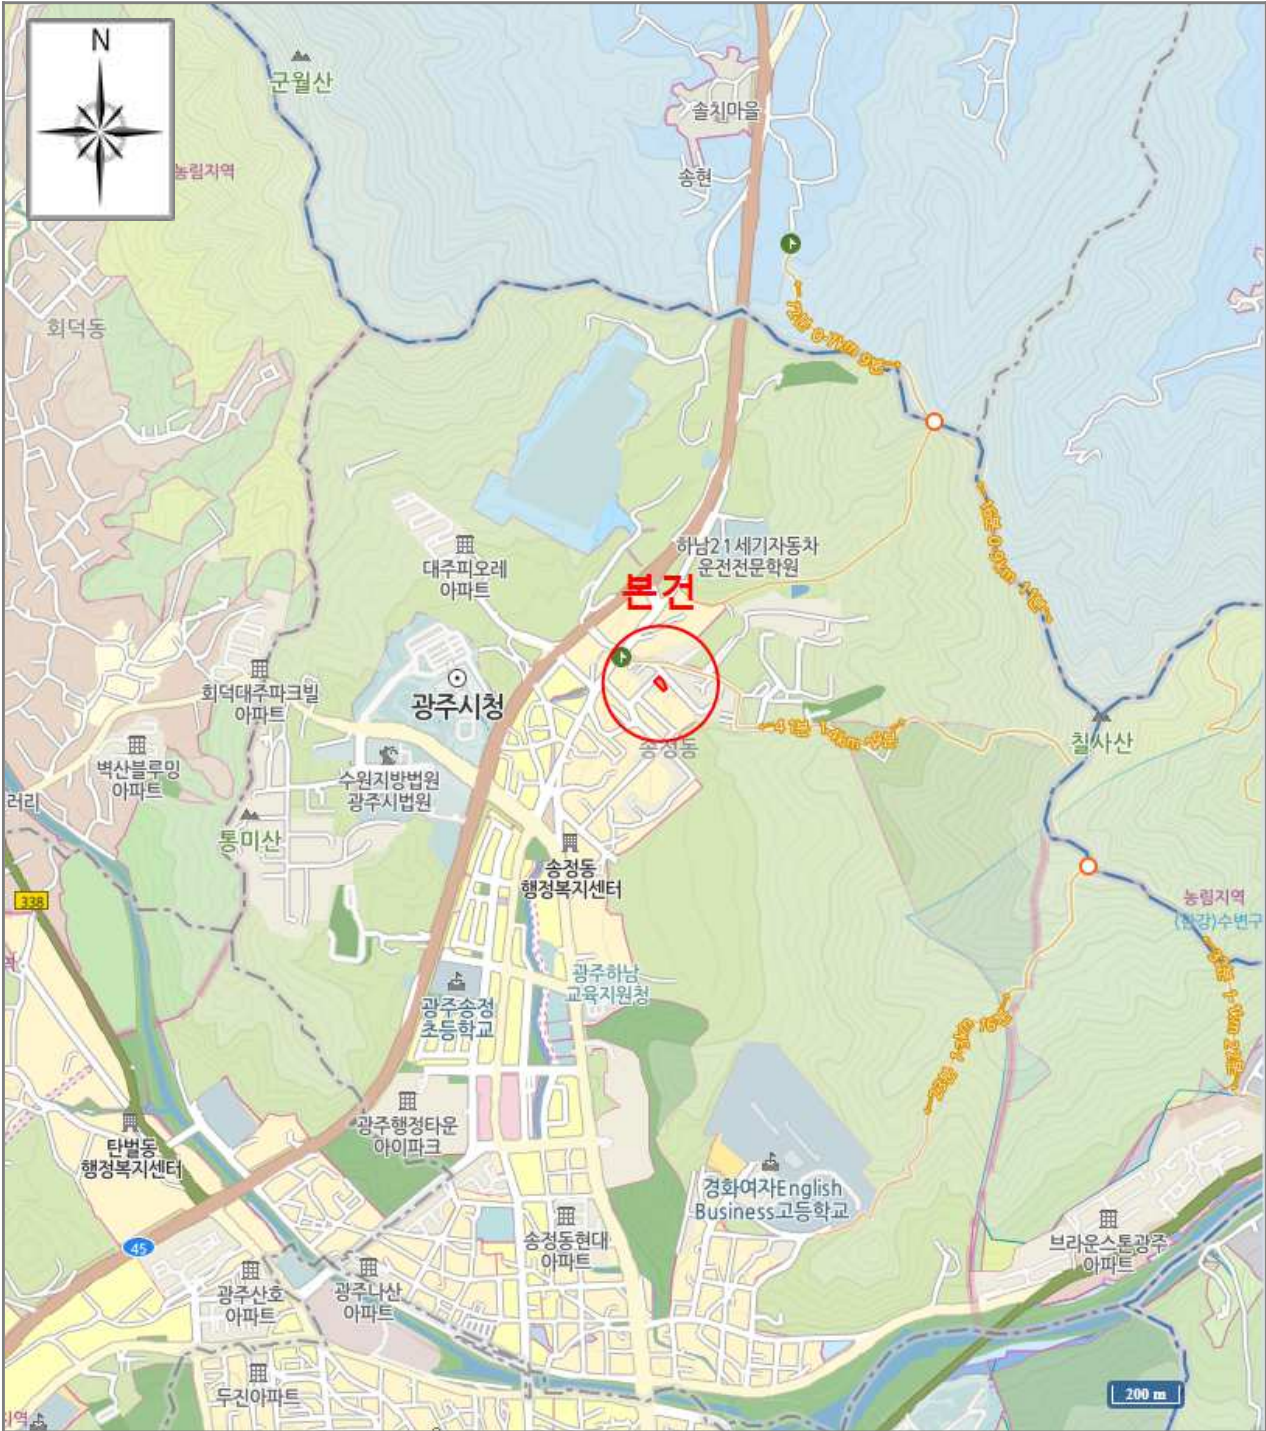 N
군월산
농림지역
솔치마을
송현
회덕동
하남21세기자동차
운전전문학원
대주피오레
아파트
본건
회덕대주파크빌
아파트
광주시청
송정동
칠사산
벽산블루밍
아파트
수원지방법원
광주시법원
러리
통미산
송정동
행정복지센터
338
농림지역
(한강)수변구
광주하남
교육지원청
광주송정
초등학교
광주행정타운
아이파크
탄벌동
행정복지센터
경화여자English
Business고등학교
45
송정동현대
아파트
브라운스톤광주
아파트
광주산호
아파트
광주나산
아파트
두진아파트
200 m
지역